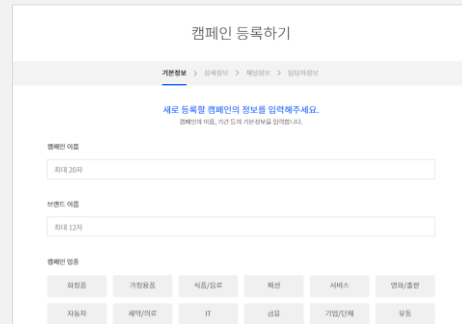 캠페인 등록하기
기본정보 > 상세정보 > 채널정보 > 담당자정보
새로 등록할 캠페인의 정보를 입력해주세요.
캠페인의 이름, 기간 등의 기본정보를 입력합니다.
캠페인 이름
최대 20자
브랜드 이름
최대 12자
캠페인 업종
화장품 가정용품 식품/음료 패션 서비스 영화/출판
자동차 제약/의료 IT 금융 기업/단체 유통